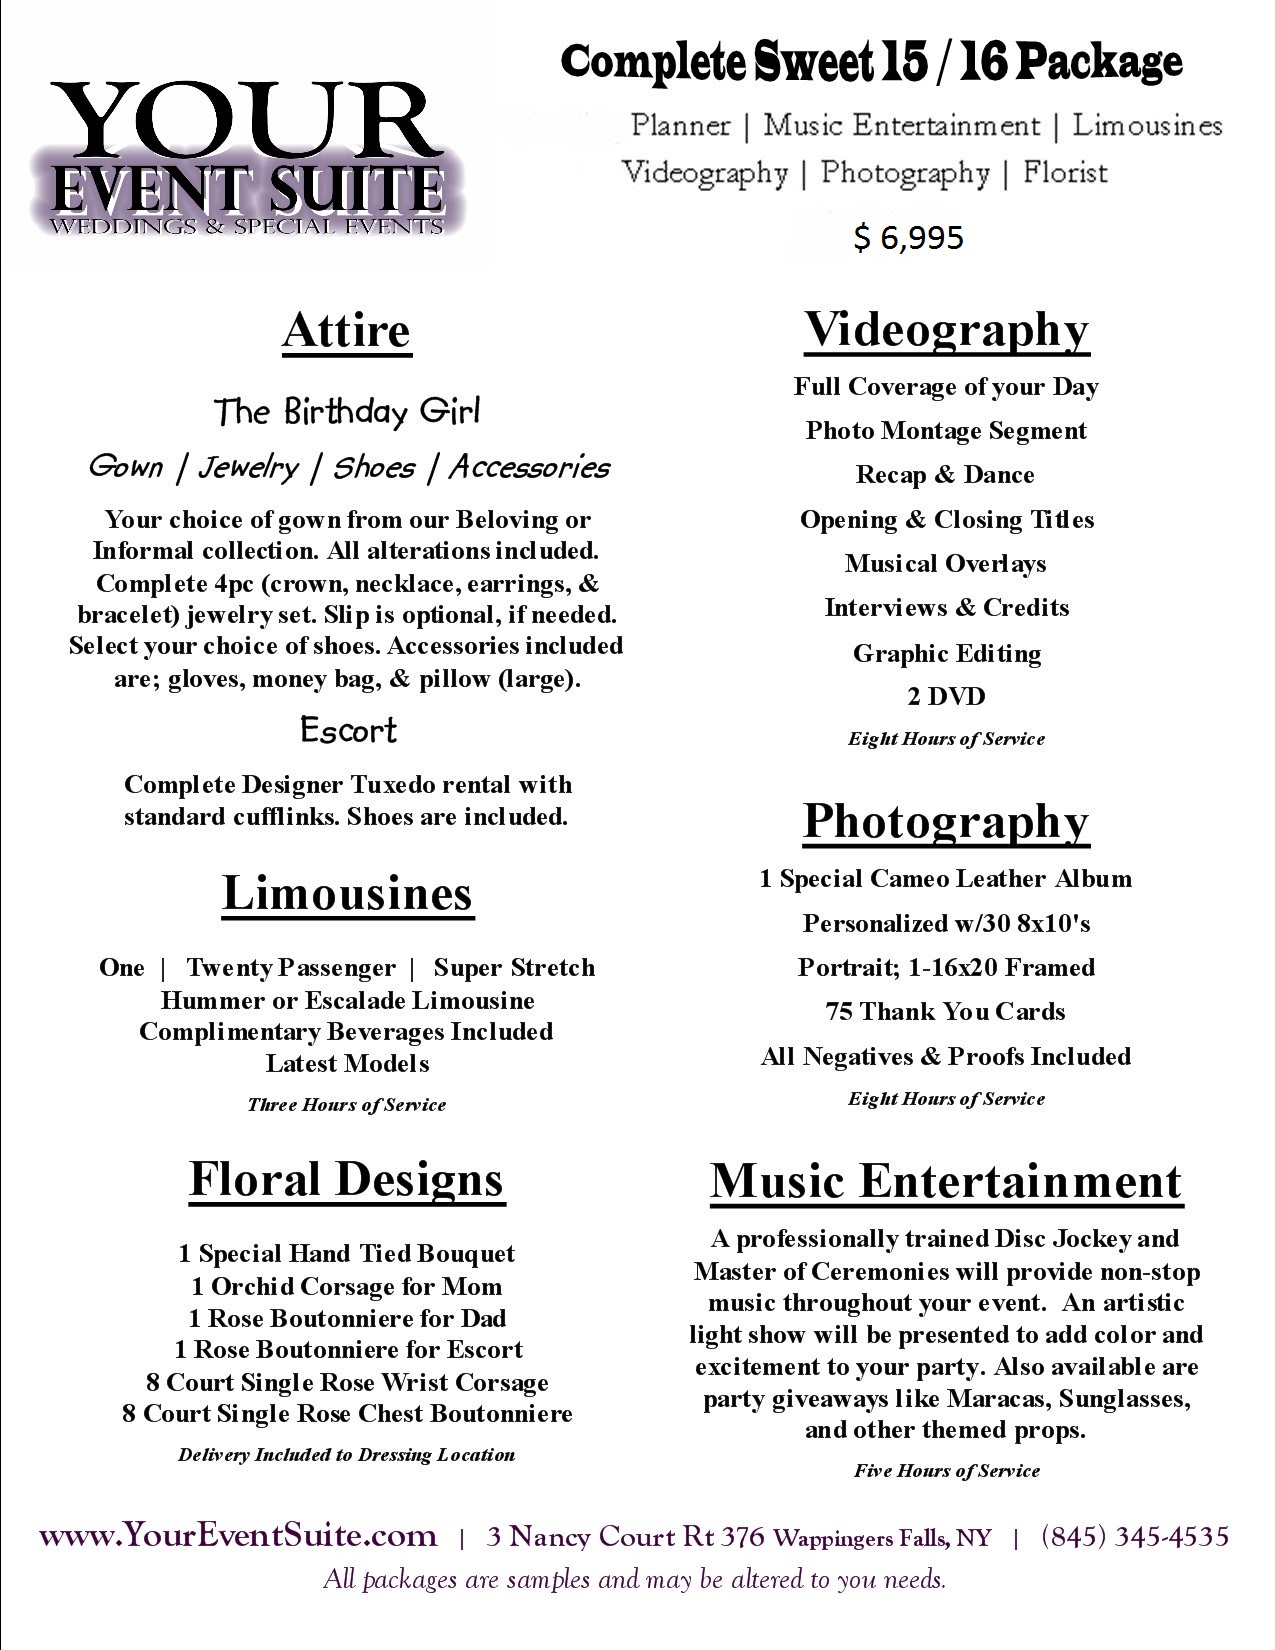 YOUR
EVENT SUITE
WEDDINGS & SPECIAL EVENTS
Complete Sweet 15 / 16 Package
Planner | Music Entertainment | Limousines
Videography | Photography | Florist
$ 6,995
Attire
The Birthday Girl
Gown | Jewelry | Shoes | Accessories
Your choice of gown from our Beloving or
Informal collection. All alterations included.
Complete 4pc (crown, necklace, earrings, &
bracelet) jewelry set. Slip is optional, if needed.
Select your choice of shoes. Accessories included
are; gloves, money bag, & pillow (large).
Escort
Complete Designer Tuxedo rental with
standard cufflinks. Shoes are included.
Limousines
One | Twenty Passenger | Super Stretch
Hummer or Escalade Limousine
Complimentary Beverages Included
Latest Models
Three Hours of Service
Floral Designs
1 Special Hand Tied Bouquet
1 Orchid Corsage for Mom
1 Rose Boutonniere for Dad
1 Rose Boutonniere for Escort
8 Court Single Rose Wrist Corsage
8 Court Single Rose Chest Boutonniere
Delivery Included to Dressing Location
Videography
Full Coverage of your Day
Photo Montage Segment
Recap & Dance
Opening & Closing Titles
Musical Overlays
Interviews & Credits
Graphic Editing
2 DVD
Eight Hours of Service
Photography
1 Special Cameo Leather Album
Personalized w/30 8x10's
Portrait; 1-16x20 Framed
75 Thank You Cards
All Negatives & Proofs Included
Eight Hours of Service
Music Entertainment
A professionally trained Disc Jockey and
Master of Ceremonies will provide non-stop
music throughout your event. An artistic
light show will be presented to add color and
excitement to your party. Also available are
party giveaways like Maracas, Sunglasses,
and other themed props.
Five Hours of Service
www.YourEventSuite.com | 3 Nancy Court Rt 376 Wappingers Falls, NY | (845) 345-4535
All packages are samples and may be altered to you needs.